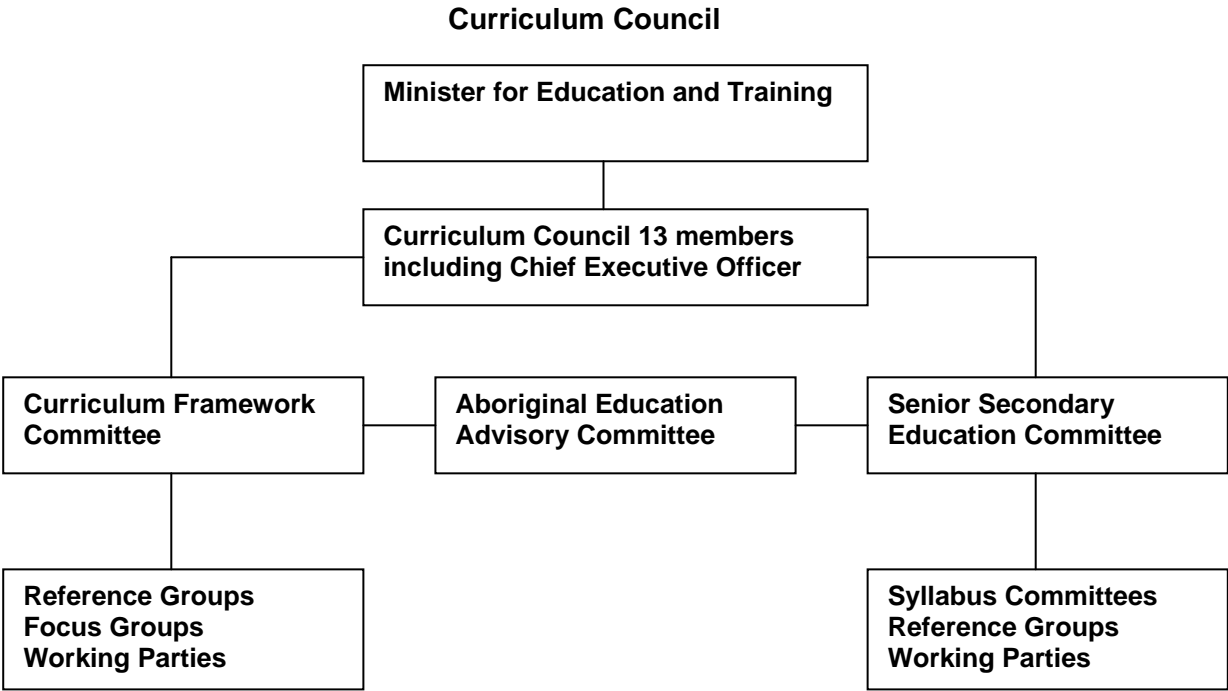 Curriculum Council
Minister for Education and Training
Curriculum Council 13 members
including Chief Executive Officer
Curriculum Framework
Committee
Aboriginal Education
Advisory Committee
Senior Secondary
Education Committee
Reference Groups
Focus Groups
Working Parties
Syllabus Committees
Reference Groups
Working Parties